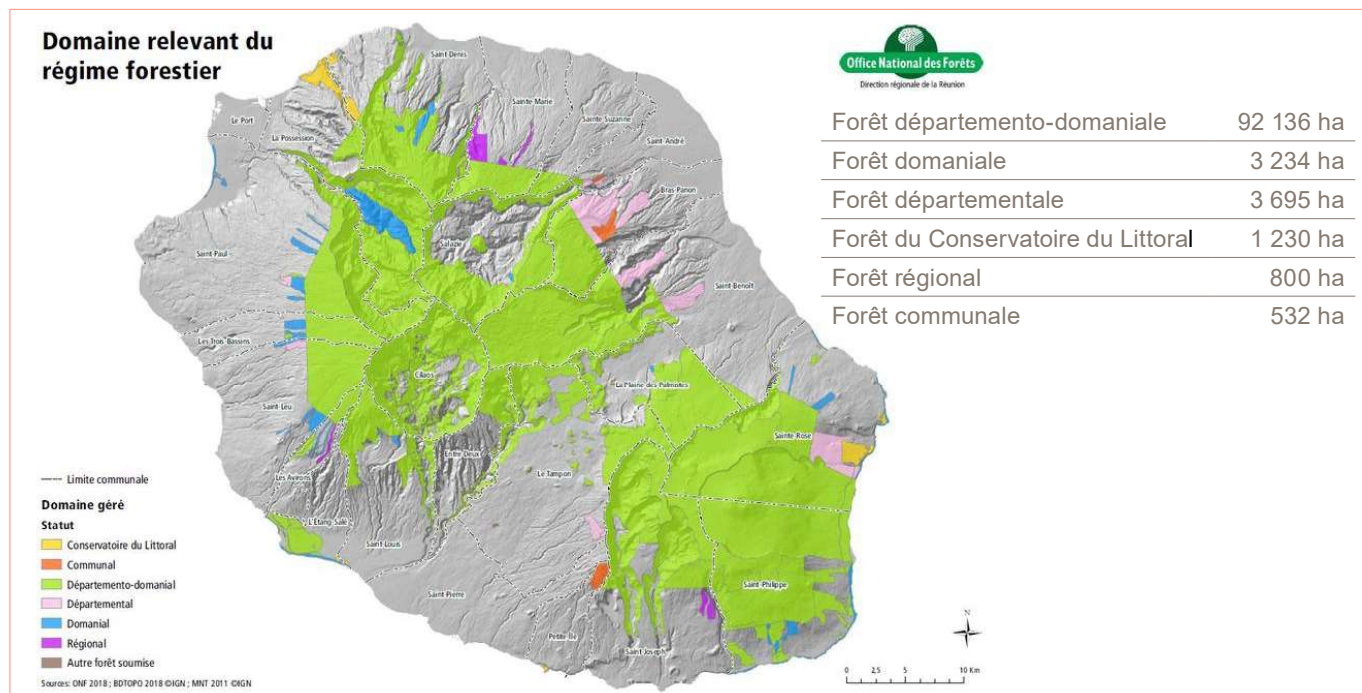 Domaine relevant du
régime forestier
Office National des Forêts
Direction régionale de la Réunion
Forêt départemento-domaniale 92 136 ha
Forêt domaniale 3 234 ha
Forêt départementale 3 695 ha
Forêt du Conservatoire du Littoral 1 230 ha
Forêt régional 800 ha
Forêt communale 532 ha
Saint-Denis
Sainte-Marie
Sainte-Suzanne
Saint-André
Le Port
La Possession
Bras-Panon
Salazie
Saint-Paul
Saint-Benoît
Les Trois-Bassins
Cilaos
La Plaine des Palmistes
Saint-Leu
Sainte-Rose
Entre Deux
Le Tampon
Les Avirons
L'Etang-Salé
Saint-Louis
Saint-Philippe
Saint-Pierre
Petite-Île
Saint-Joseph
Limite communale
Domaine géré
Statut
Conservatoire du Littoral
Communal
Départemento-domanial
Départemental
Domanial
Régional
Autre forêt soumise
Sources: ONF 2018 ; BDTOPO 2018 ©IGN ; MNT 2011 ©IGN
N
0 2,5 5 10 Km